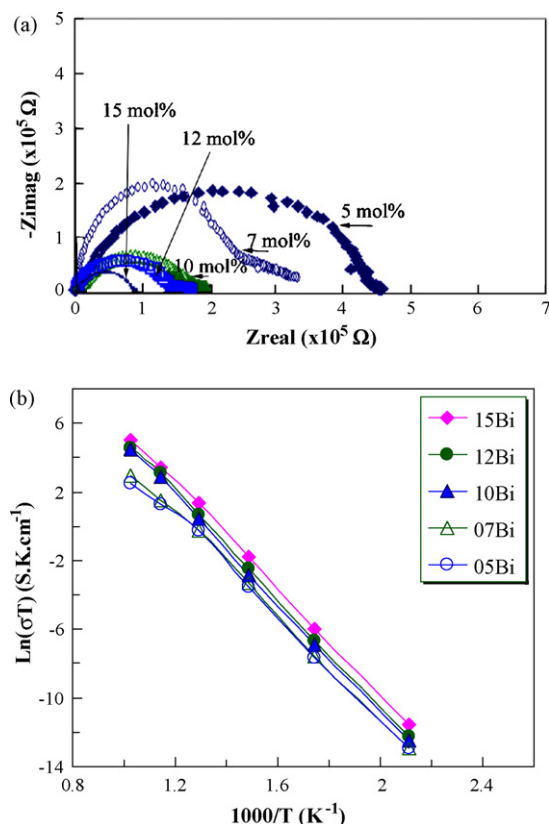 (a)
5
4
3
2
1
0
-Zimag (x10⁵ Ω)
15 mol%
12 mol%
5 mol%
7 mol%
10 mol%
0 1 2 3 4 5 6 7
Zreal (x10⁵ Ω)
(b)
6
2
-2
-6
-10
-14
Ln(σT) (S.K.cm⁻¹)
15Bi
12Bi
10Bi
07Bi
05Bi
0.8 1.2 1.6 2 2.4
1000/T (K⁻¹)